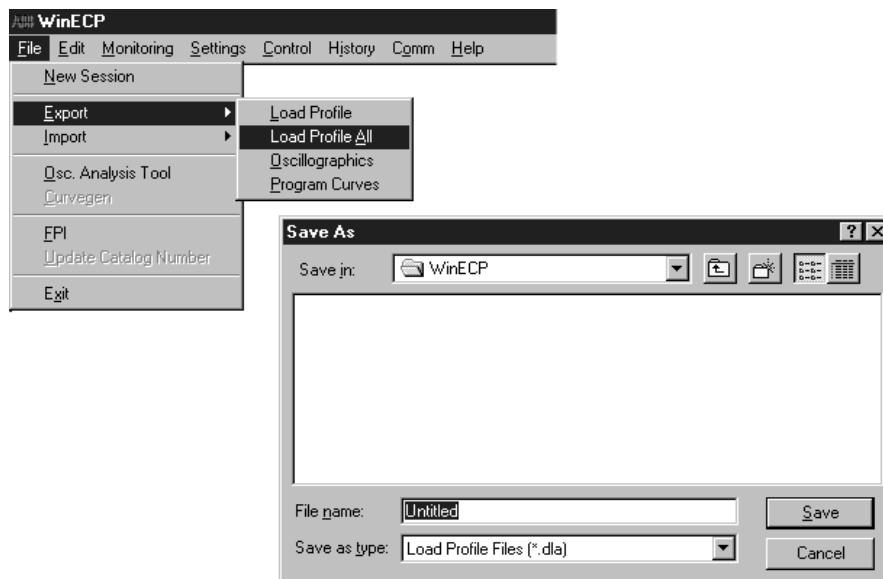 ABB WinECP
File Edit Monitoring Settings Control History Comm Help
New Session
Export
Import
Osc. Analysis Tool
Curvegen
FPI
Update Catalog Number
Exit
Load Profile
Load Profile All
Oscillographics
Program Curves
Save As
Save in: WinECP
File name: Untitled
Save
Save as type: Load Profile Files (*.dla)
Cancel